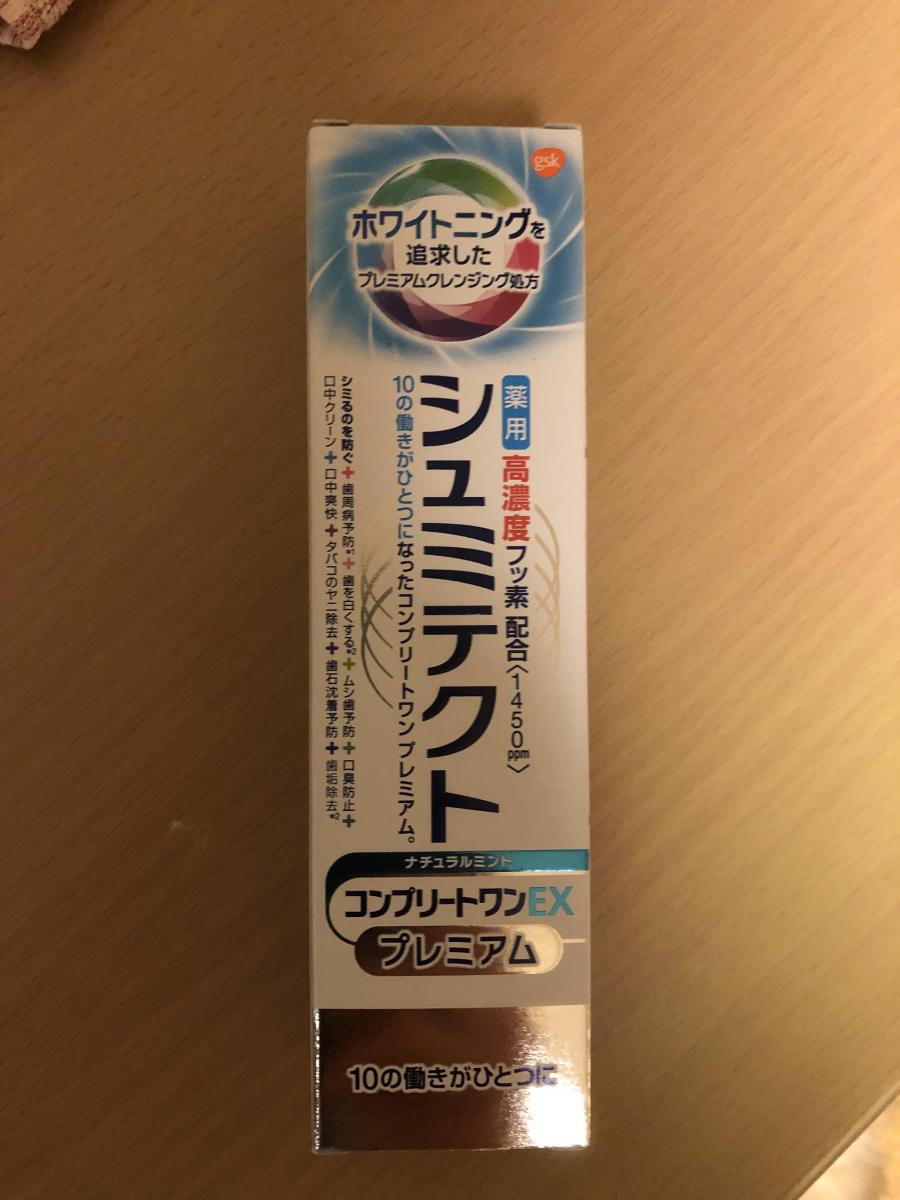 gsk
ホワイトニングを
追求した
プレミアムクレンジング処方
薬用 高濃度フッ素配合〈1450ppm〉
シュミテクト
10の働きがひとつになったコンプリートワン プレミアム。
シミるのを防ぐ+歯周病予防*1+歯を白くする*2+ムシ歯予防+口臭防止+
口中クリーン+口中爽快+タバコのヤニ除去+歯石沈着予防+歯垢除去*2
ナチュラルミント
コンプリートワンEX
プレミアム
10の働きがひとつに